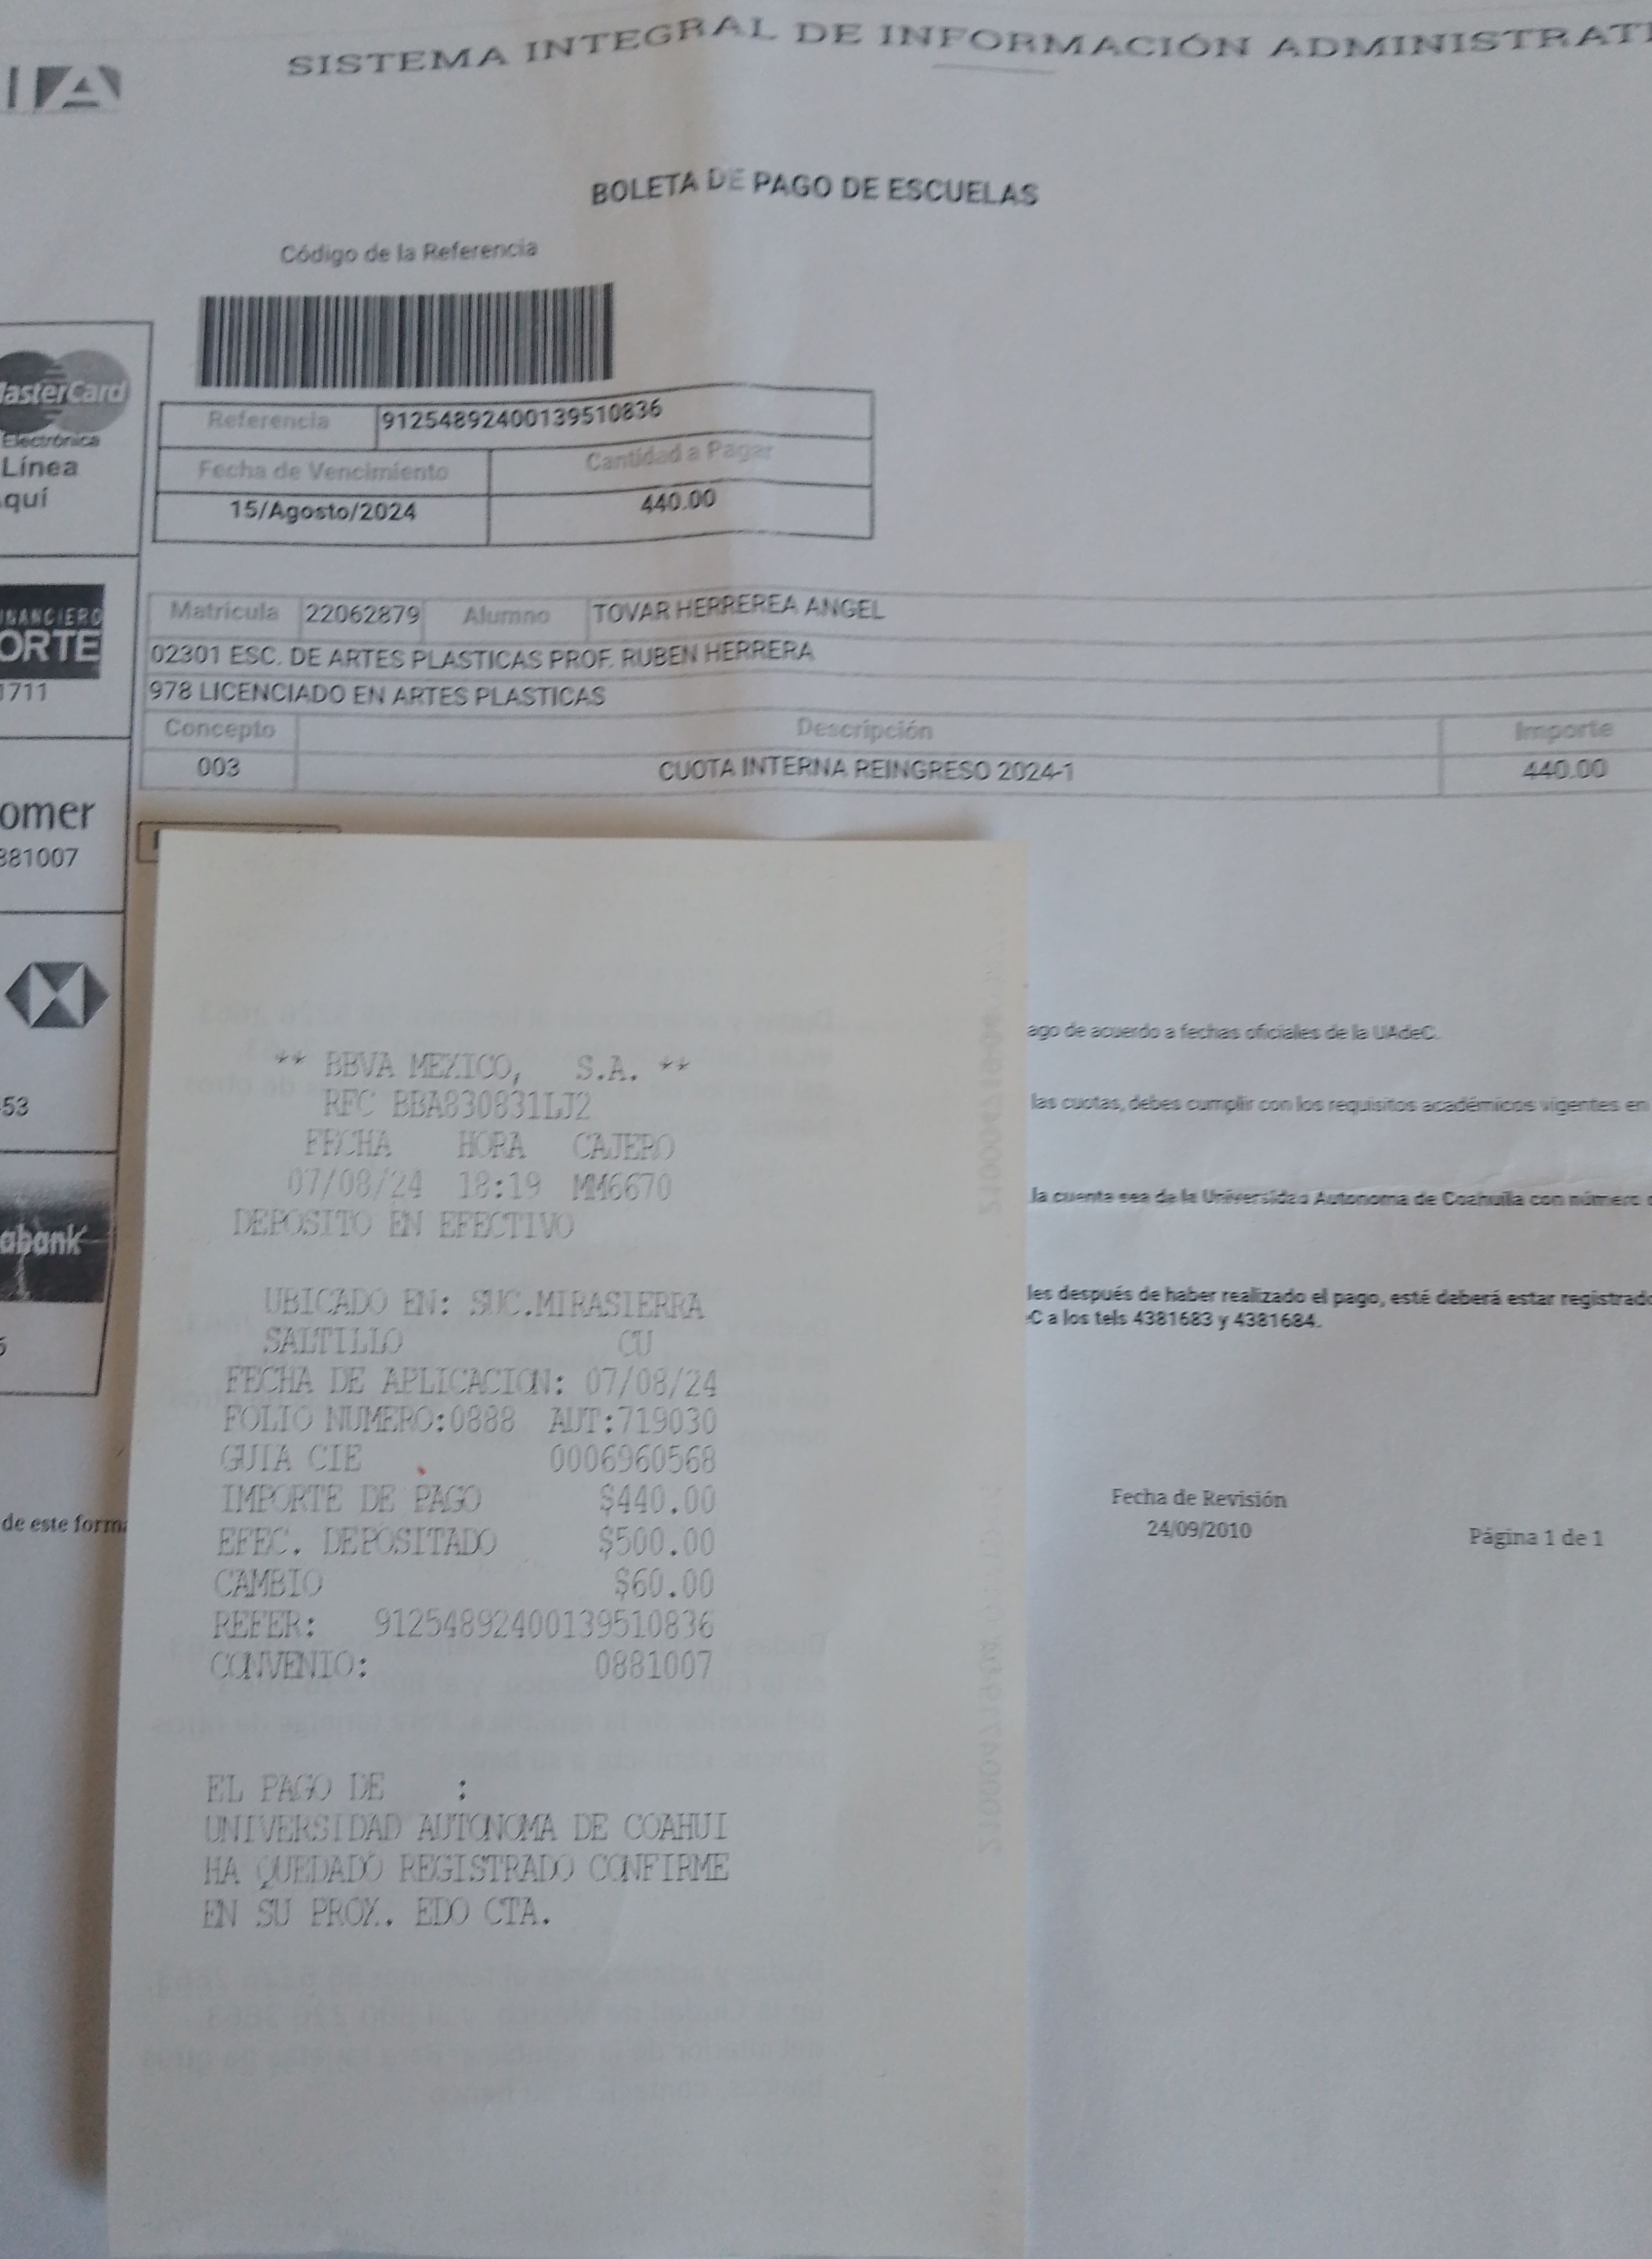 SISTEMA INTEGRAL DE INFORMACIÓN ADMINISTRATI
IIA
BOLETA DE PAGO DE ESCUELAS
Código de la Referencia
MasterCard
Electrónica
Línea
quí
Referencia 91254892400139510836
Fecha de Vencimiento Cantidad a Pagar
15/Agosto/2024 440.00
NANCIERO
ORTE
1711
Matrícula 22062879 Alumno TOVAR HERREREA ANGEL
02301 ESC. DE ARTES PLASTICAS PROF. RUBEN HERRERA
978 LICENCIADO EN ARTES PLASTICAS
Concepto Descripción Importe
003 CUOTA INTERNA REINGRESO 2024-1 440.00
omer
881007
53
abank
ago de acuerdo a fechas oficiales de la UAdeC.
las cuotas, debes cumplir con los requisitos académicos vigentes en
la cuenta sea de la Universidad Autonoma de Coahuila con número
les después de haber realizado el pago, esté deberá estar registrado
C a los tels 4381683 y 4381684.
de este forma
Fecha de Revisión
24/09/2010
Página 1 de 1
** BBVA MEXICO, S.A. **
RFC BBA830831LJ2
FECHA HORA CAJERO
07/08/24 18:19 MM6670
DEPOSITO EN EFECTIVO
UBICADO EN: SUC.MIRASIERRA
SALTILLO CU
FECHA DE APLICACION: 07/08/24
FOLIO NUMERO:0888 AUT:719030
GUIA CIE 0006960568
IMPORTE DE PAGO $440.00
EFEC. DEPOSITADO $500.00
CAMBIO $60.00
REFER: 91254892400139510836
CONVENIO: 0881007
EL PAGO DE :
UNIVERSIDAD AUTONOMA DE COAHUI
HA QUEDADO REGISTRADO CONFIRME
EN SU PROX. EDO CTA.